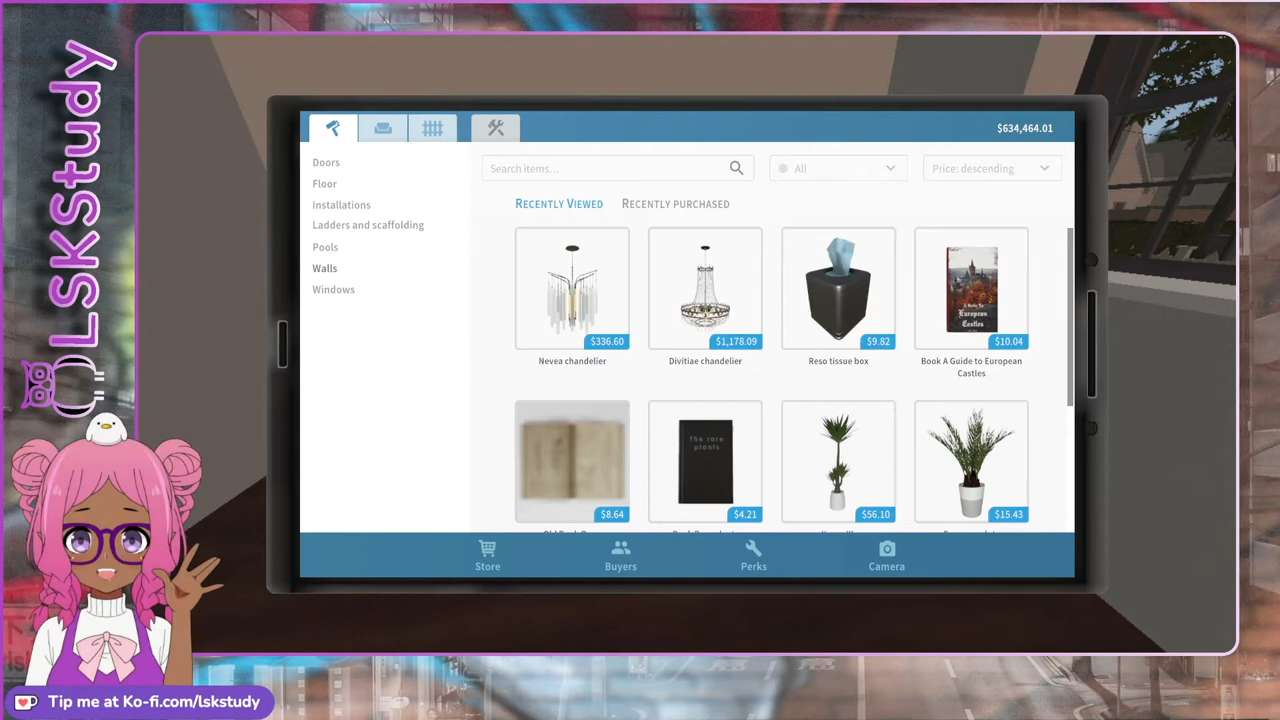 LSKStudy
$634,464.01
Doors
Floor
Installations
Ladders and scaffolding
Pools
Walls
Windows
Search items...
All
Price: descending
RECENTLY VIEWED
RECENTLY PURCHASED
$336.60
Nevea chandelier
$1,178.09
Divitiae chandelier
$9.82
Reso tissue box
A Guide To
European
Castles
$10.04
Book A Guide to European
Castles
$8.64
The rare
plants
$4.21
$56.10
$15.43
Store
Buyers
Perks
Camera
Tip me at Ko-fi.com/lskstudy